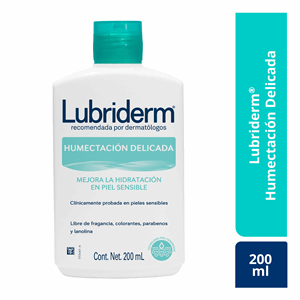 Lubriderm®
recomendada por dermatólogos
HUMECTACIÓN DELICADA
MEJORA LA HIDRATACIÓN
EN PIEL SENSIBLE
Clínicamente probada en pieles sensibles
Libre de fragancia, colorantes, parabenos
y lanolina
Cont. Net. 200 mL
Lubriderm®
Humectación Delicada
200
ml